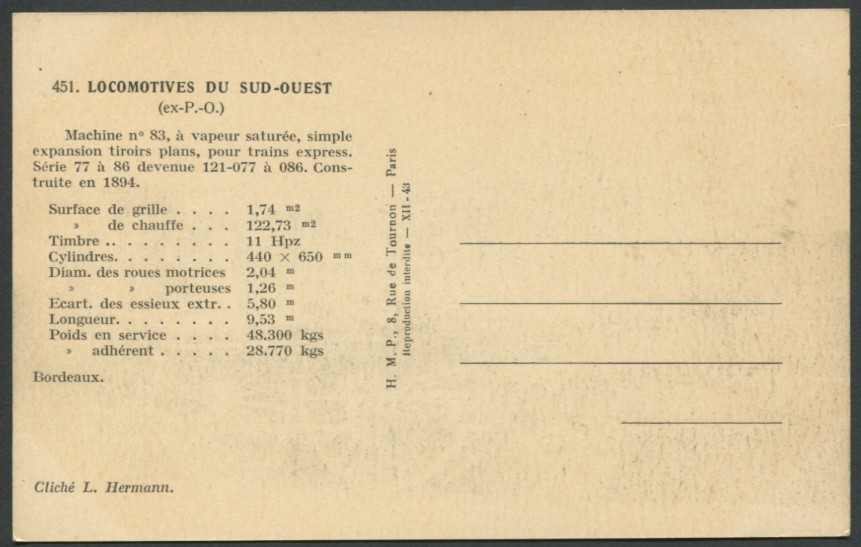 451. LOCOMOTIVES DU SUD-OUEST
(ex-P.-O.)
Machine nº 83, à vapeur saturée, simple
expansion tiroirs plans, pour trains express.
Série 77 à 86 devenue 121-077 à 086. Cons-
truite en 1894.
Surface de grille . . . . 1,74 m2
» de chauffe . . . 122,73 m2
Timbre .. . . . . . . . 11 Hpz
Cylindres. . . . . . . . 440 × 650 mm
Diam. des roues motrices 2,04 m
» » porteuses 1,26 m
Ecart. des essieux extr. . 5,80 m
Longueur. . . . . . . . 9,53 m
Poids en service . . . . 48.300 kgs
» adhérent . . . . . 28.770 kgs
Bordeaux.
Cliché L. Hermann.
H. M. P., 8, Rue de Tournon — Paris
Reproduction interdite — XII-43